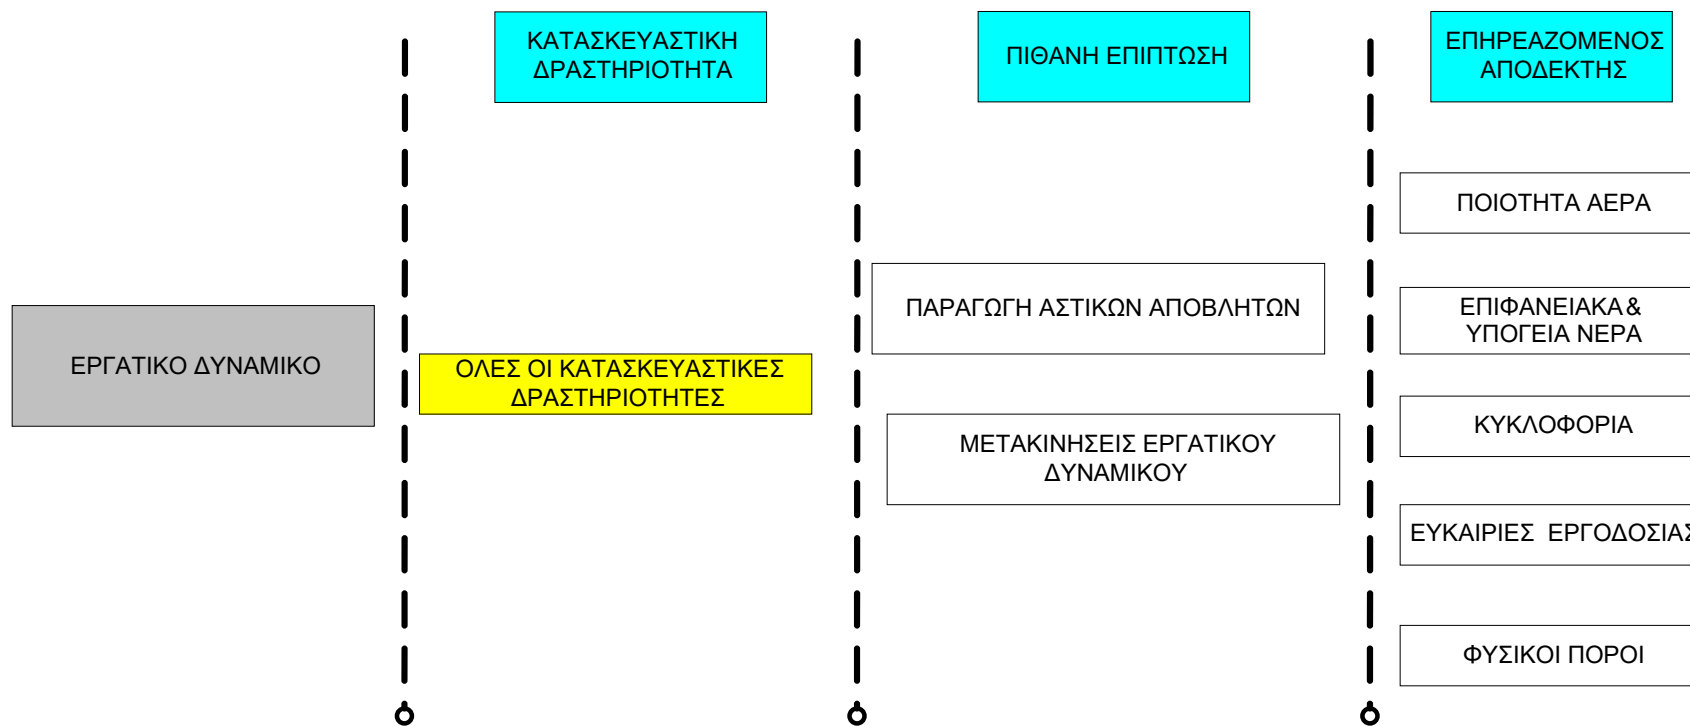 ΚΑΤΑΣΚΕΥΑΣΤΙΚΗ
ΔΡΑΣΤΗΡΙΟΤΗΤΑ
ΠΙΘΑΝΗ ΕΠΙΠΤΩΣΗ
ΕΠΗΡΕΑΖΟΜΕΝΟΣ
ΑΠΟΔΕΚΤΗΣ
ΕΡΓΑΤΙΚΟ ΔΥΝΑΜΙΚΟ
ΟΛΕΣ ΟΙ ΚΑΤΑΣΚΕΥΑΣΤΙΚΕΣ
ΔΡΑΣΤΗΡΙΟΤΗΤΕΣ
ΠΑΡΑΓΩΓΗ ΑΣΤΙΚΩΝ ΑΠΟΒΛΗΤΩΝ
ΜΕΤΑΚΙΝΗΣΕΙΣ ΕΡΓΑΤΙΚΟΥ
ΔΥΝΑΜΙΚΟΥ
ΠΟΙΟΤΗΤΑ ΑΕΡΑ
ΕΠΙΦΑΝΕΙΑΚΑ &
ΥΠΟΓΕΙΑ ΝΕΡΑ
ΚΥΚΛΟΦΟΡΙΑ
ΕΥΚΑΙΡΙΕΣ ΕΡΓΟΔΟΣΙΑΣ
ΦΥΣΙΚΟΙ ΠΟΡΟΙ